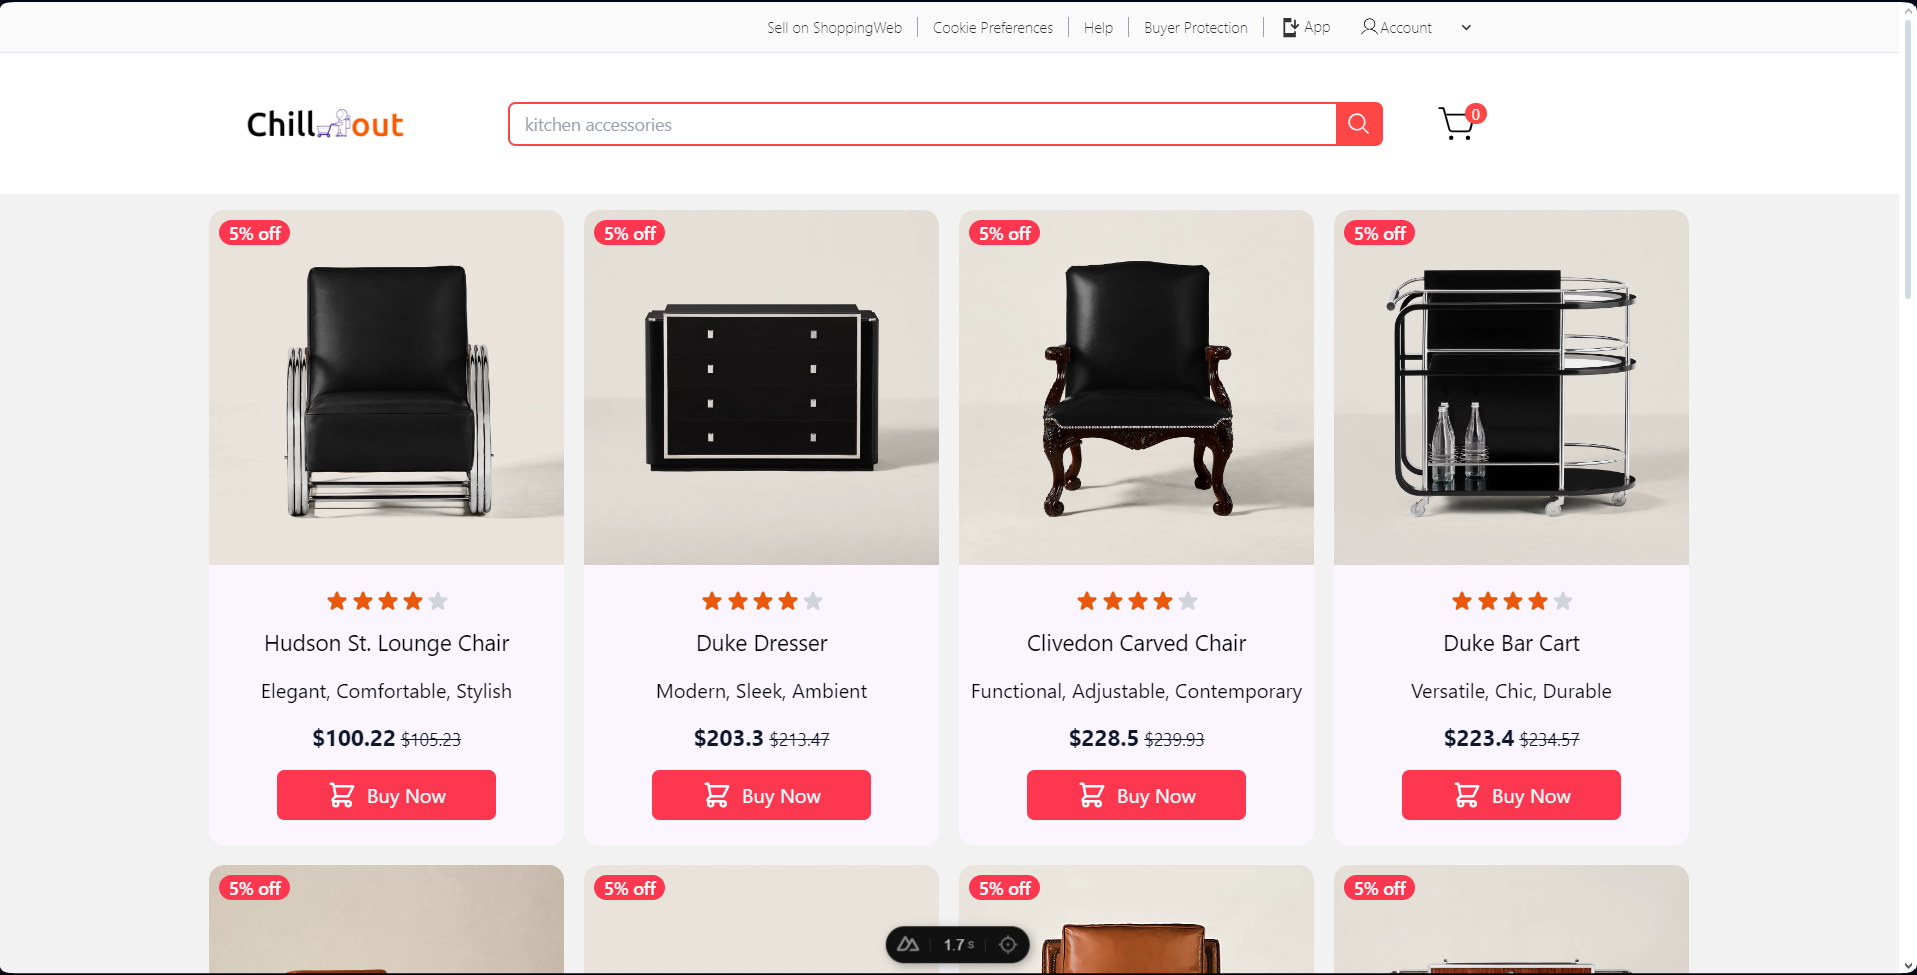 Sell on ShoppingWeb Cookie Preferences Help Buyer Protection App Account
Chill out
kitchen accessories
0
5% off 5% off 5% off 5% off
Hudson St. Lounge Chair
Elegant, Comfortable, Stylish
$100.22 $105.23
Buy Now
Duke Dresser
Modern, Sleek, Ambient
$203.3 $213.47
Buy Now
Clivedon Carved Chair
Functional, Adjustable, Contemporary
$228.5 $239.93
Buy Now
Duke Bar Cart
Versatile, Chic, Durable
$223.4 $234.57
Buy Now
5% off 5% off 5% off 5% off
1.7 s